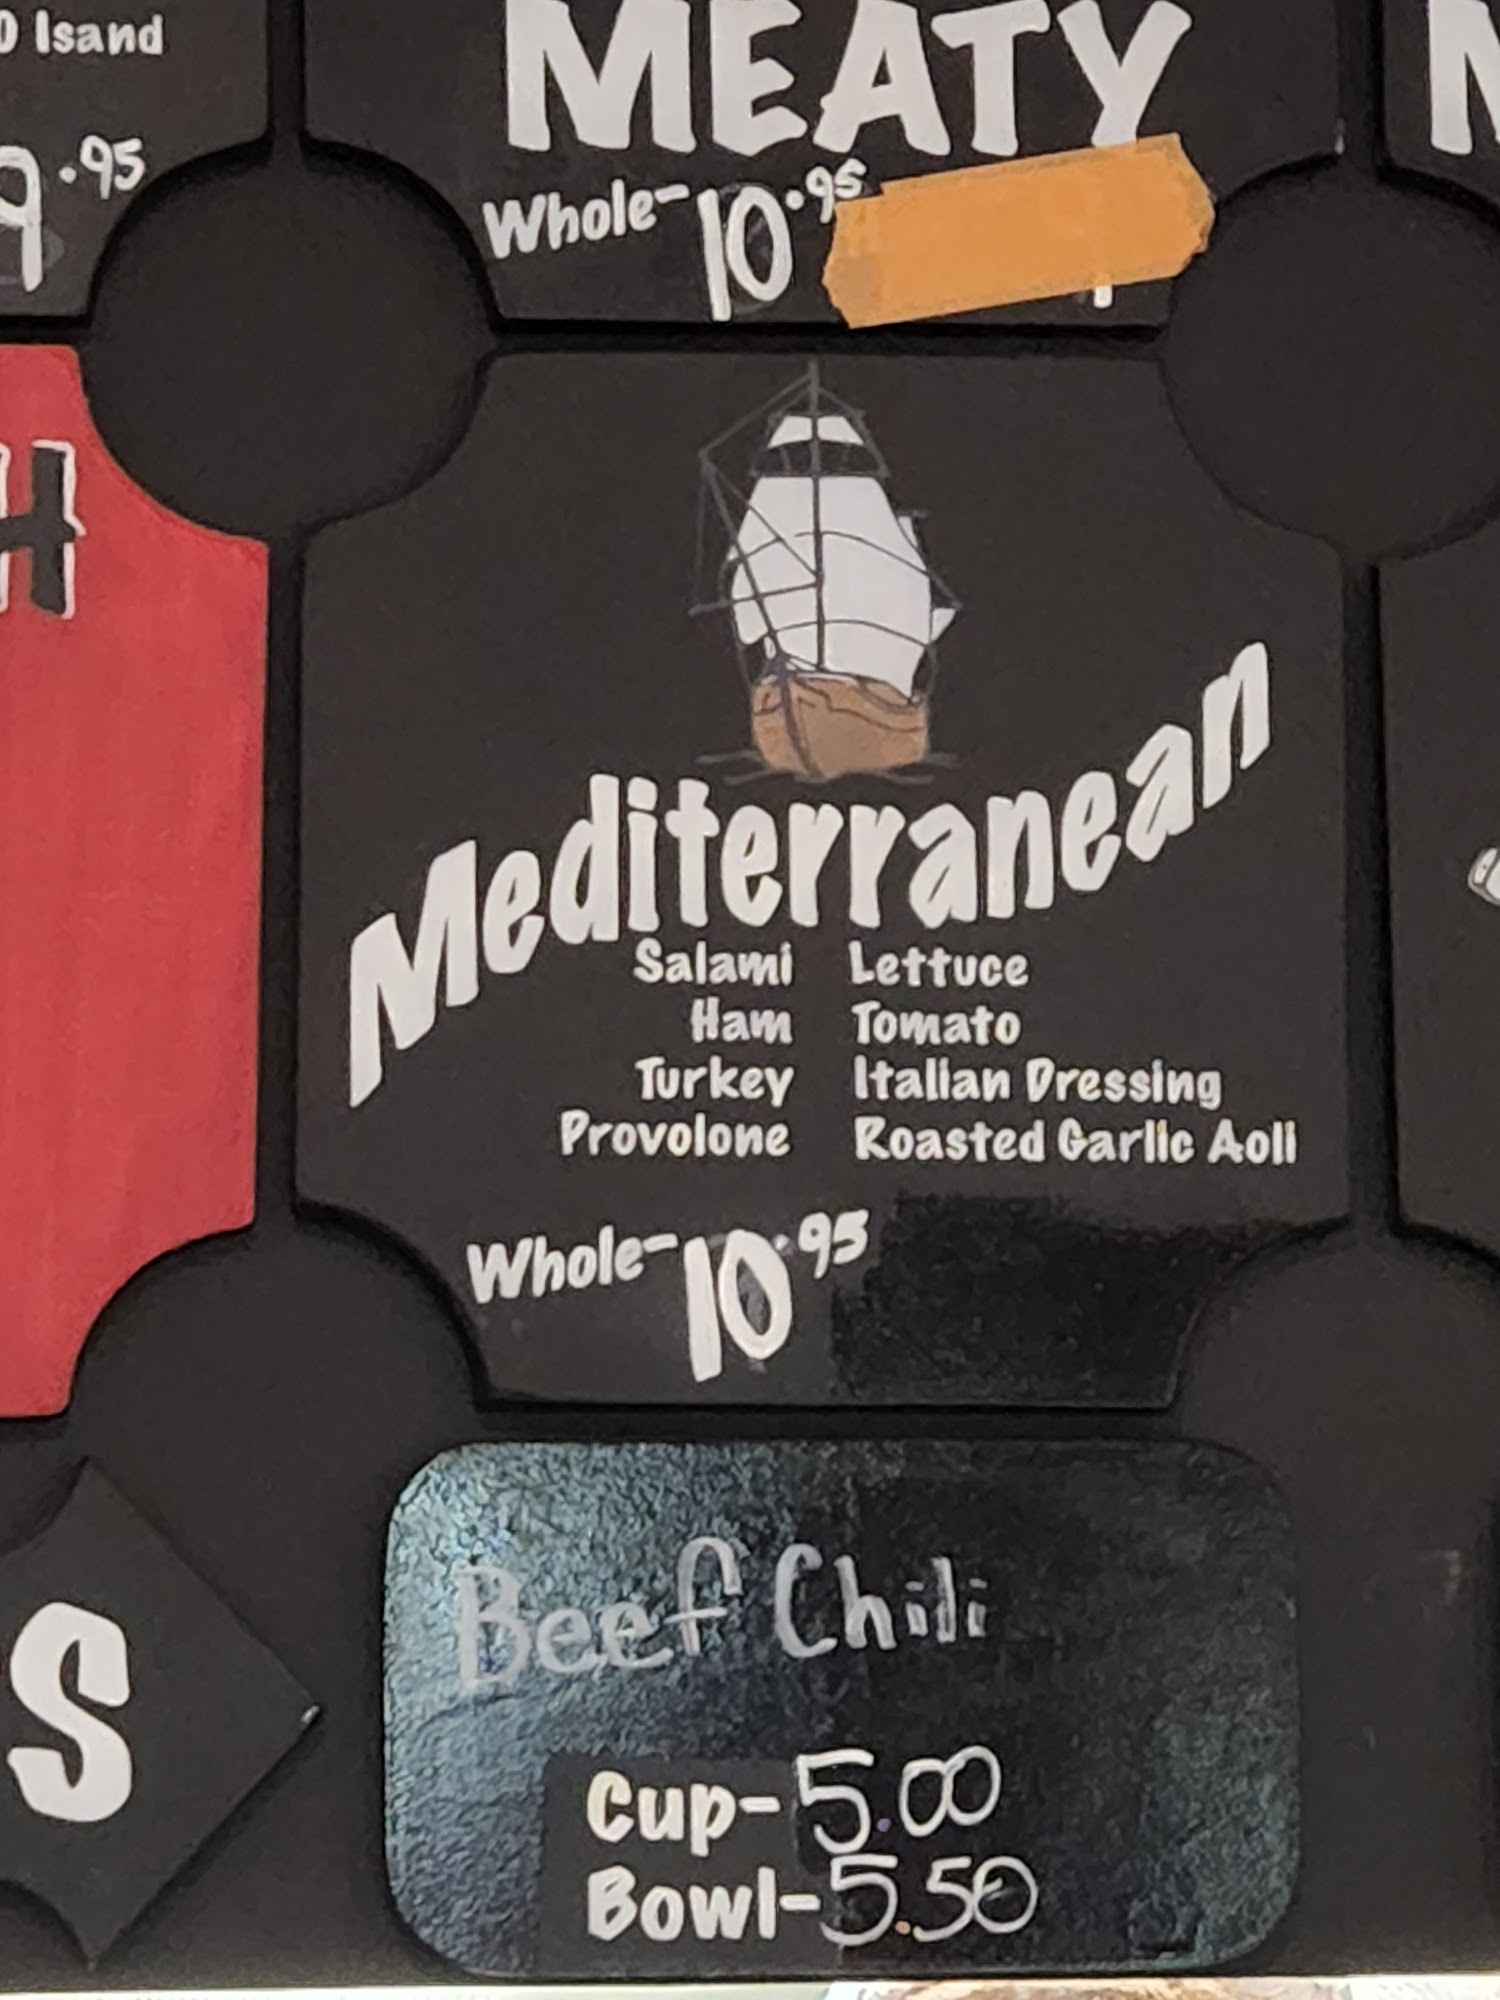 Isand
MEATY
9.95
Whole-10.95
H
Mediterranean
Salami Lettuce
Ham Tomato
Turkey Italian Dressing
Provolone Roasted Garlic Aoli
Whole-10.95
Beef Chili
S
Cup-5.00
Bowl-5.50